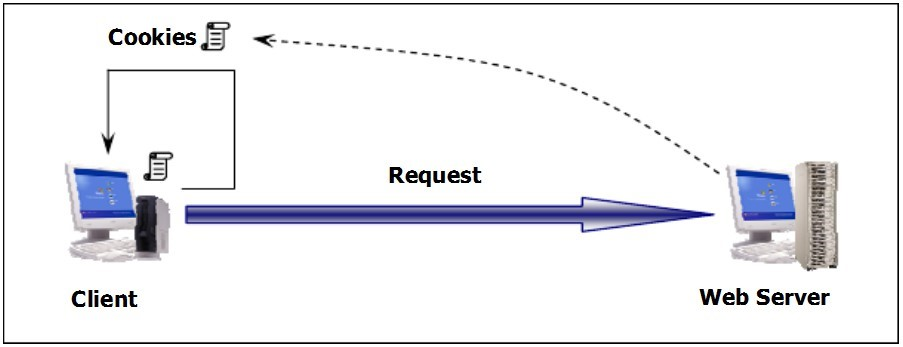 Cookies
Request
Client
Web Server